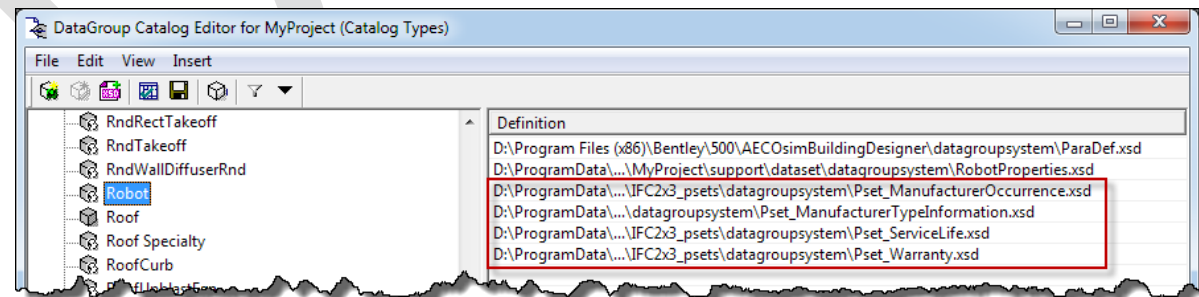 DataGroup Catalog Editor for MyProject (Catalog Types)
File Edit View Insert
RndRectTakeoff
RndTakeoff
RndWallDiffuserRnd
Robot
Roof
Roof Specialty
RoofCurb
Definition
D:\Program Files (x86)\Bentley\500\AECOsimBuildingDesigner\datagroupsystem\ParaDef.xsd
D:\ProgramData\...\MyProject\support\dataset\datagroupsystem\RobotProperties.xsd
D:\ProgramData\...\IFC2x3_psets\datagroupsystem\Pset_ManufacturerOccurrence.xsd
D:\ProgramData\...\datagroupsystem\Pset_ManufacturerTypeInformation.xsd
D:\ProgramData\...\IFC2x3_psets\datagroupsystem\Pset_ServiceLife.xsd
D:\ProgramData\...\IFC2x3_psets\datagroupsystem\Pset_Warranty.xsd